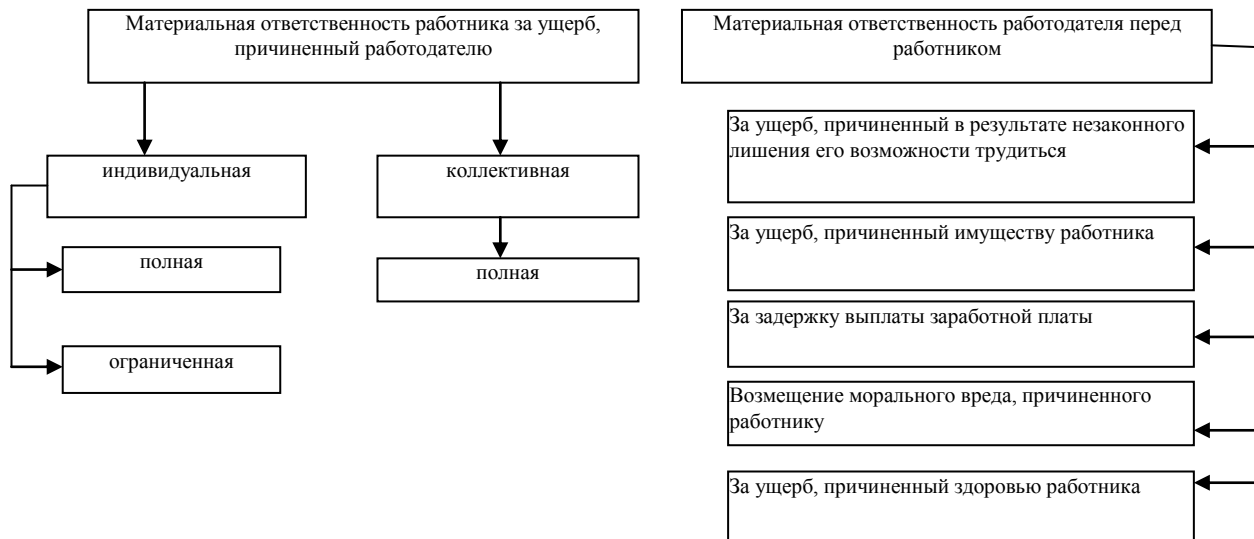 Материальная ответственность работника за ущерб,
причиненный работодателю
индивидуальная
коллективная
полная
полная
ограниченная
Материальная ответственность работодателя перед
работником
За ущерб, причиненный в результате незаконного
лишения его возможности трудиться
За ущерб, причиненный имуществу работника
За задержку выплаты заработной платы
Возмещение морального вреда, причиненного
работнику
За ущерб, причиненный здоровью работника